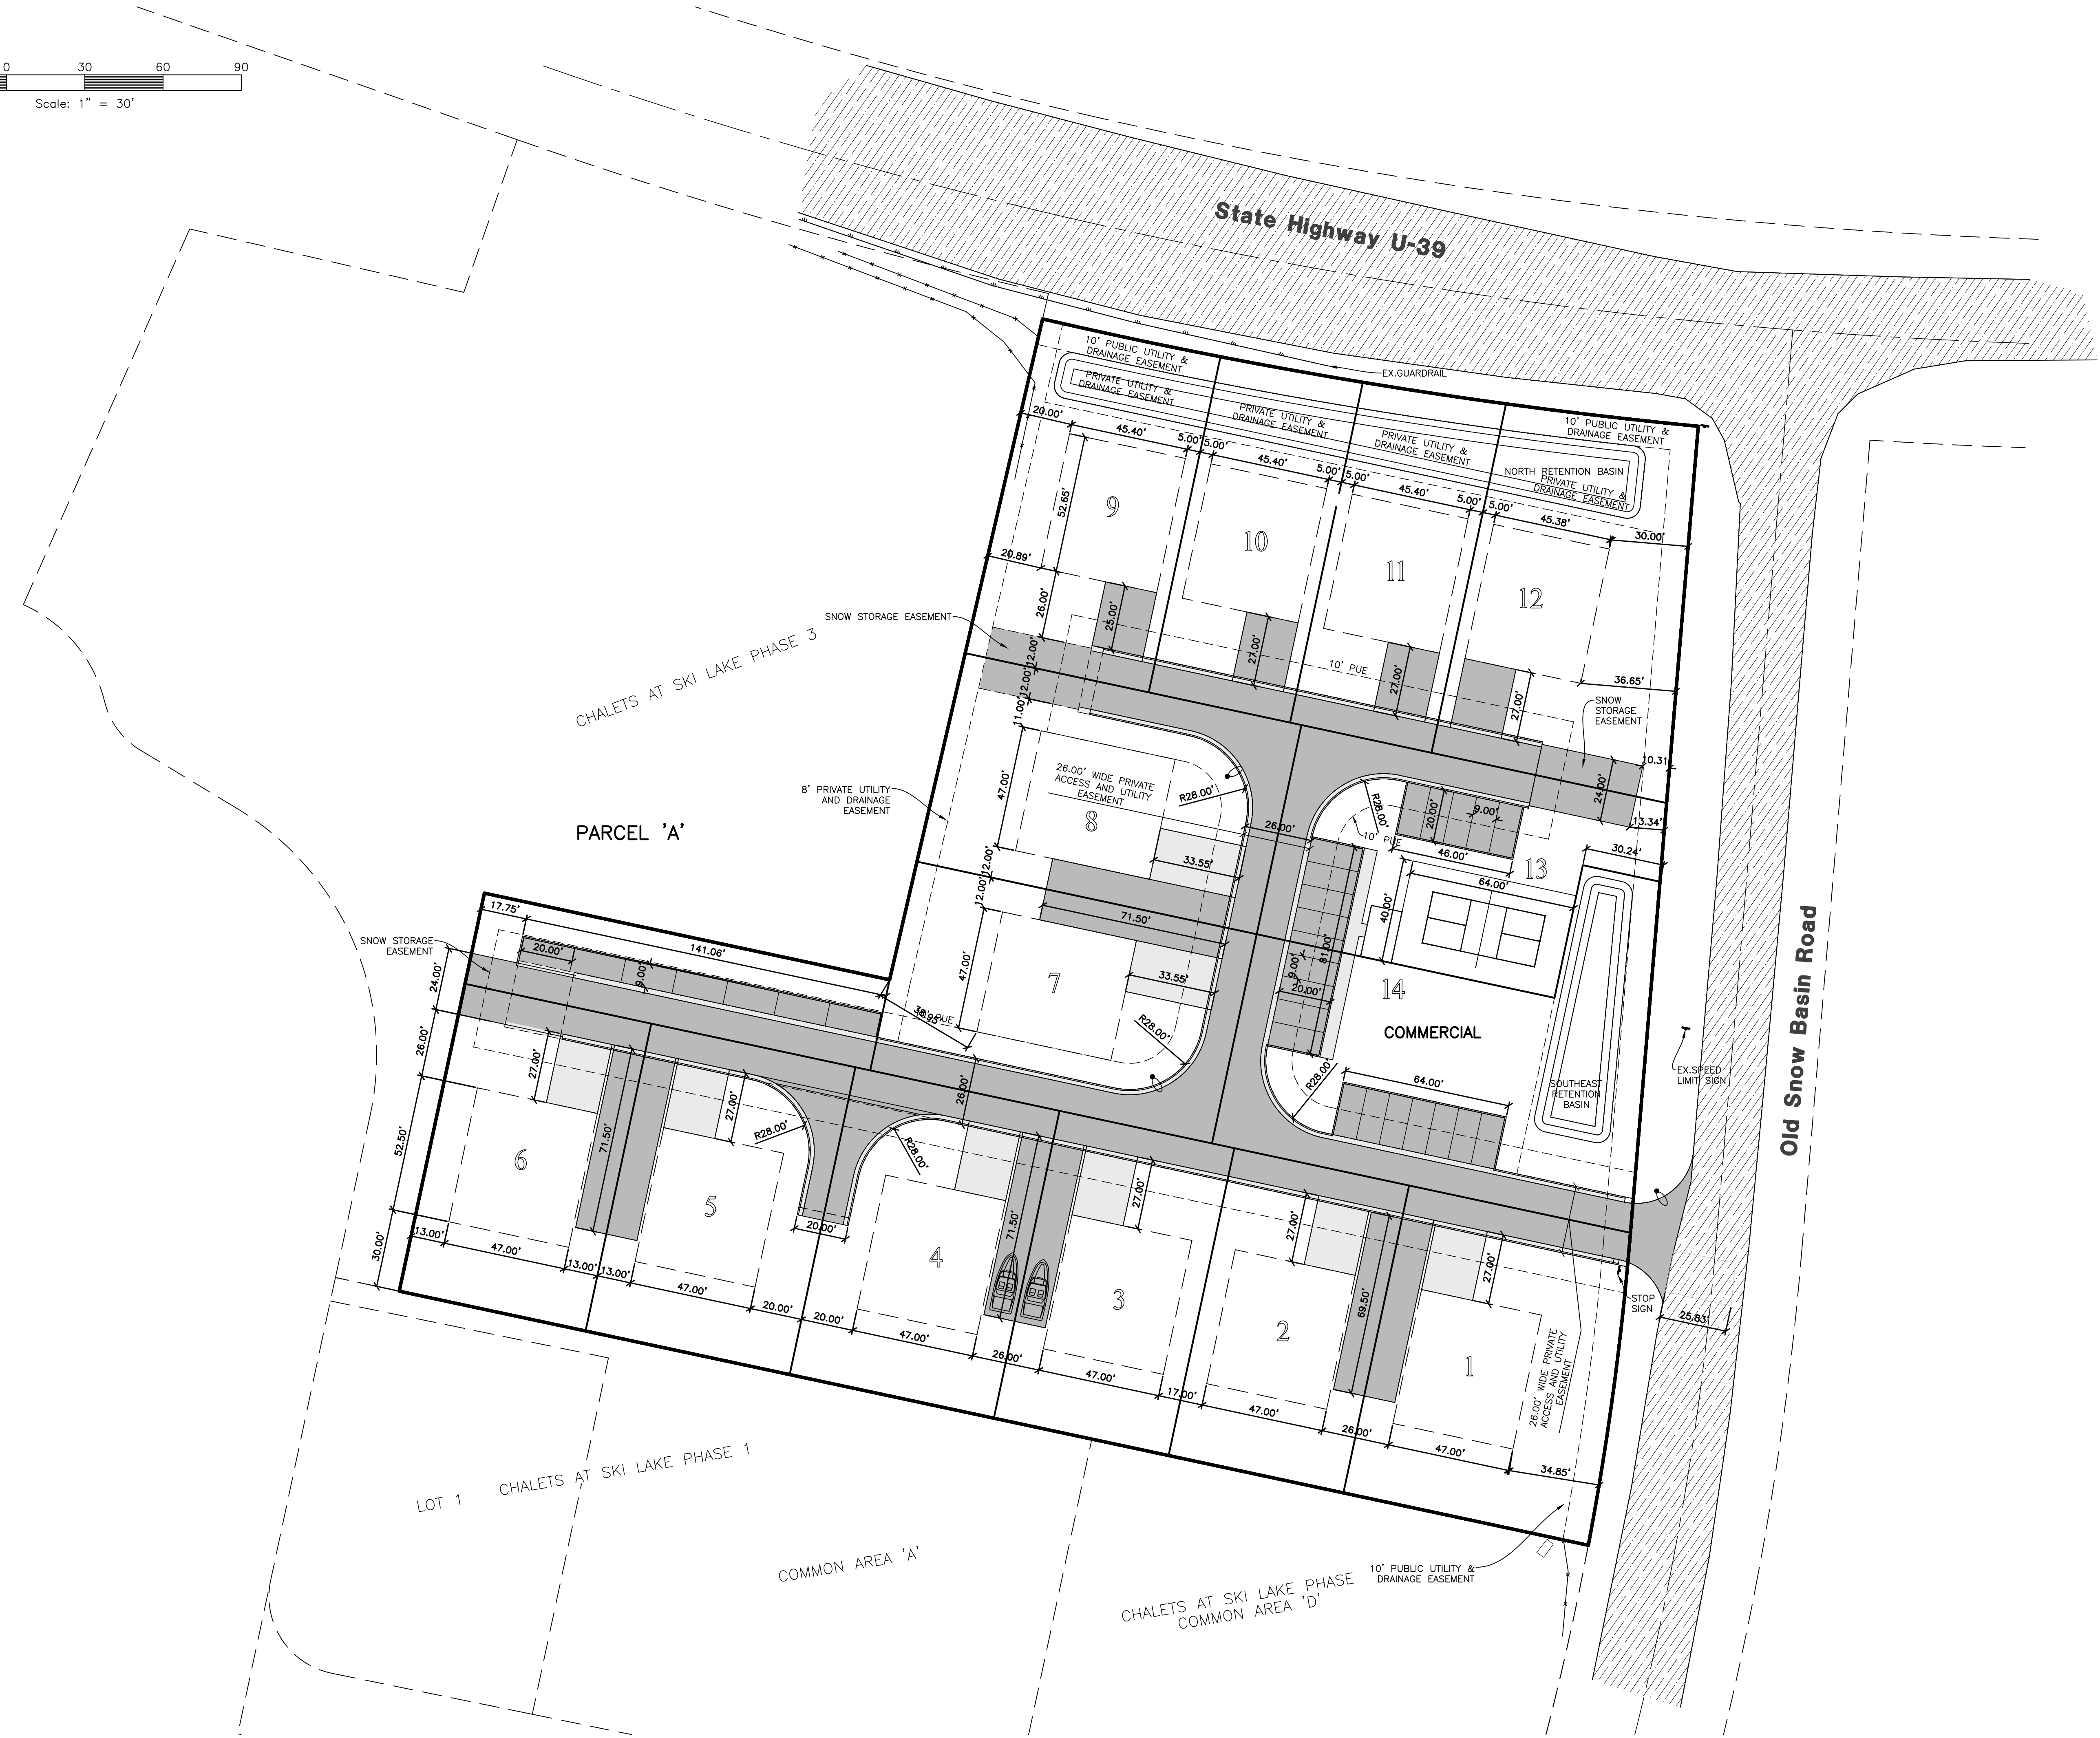 0 30 60 90
Scale: 1" = 30'
State Highway U-39
10' PUBLIC UTILITY &
DRAINAGE EASEMENT
EX.GUARDRAIL
PRIVATE UTILITY &
DRAINAGE EASEMENT
PRIVATE UTILITY &
DRAINAGE EASEMENT
PRIVATE UTILITY &
DRAINAGE EASEMENT
10' PUBLIC UTILITY &
DRAINAGE EASEMENT
NORTH RETENTION BASIN
PRIVATE UTILITY &
DRAINAGE EASEMENT
20.00'
45.40'
5.00'
5.00'
45.40'
5.00'
5.00'
45.40'
5.00'
5.00'
45.38'
30.00'
52.65'
9
10
11
12
20.89'
26.00'
25.00'
27.00'
27.00'
27.00'
10' PUE
36.65'
SNOW STORAGE EASEMENT
12.00'
12.00'
11.00'
SNOW
STORAGE
EASEMENT
10.31'
24.00'
13.34'
CHALETS AT SKI LAKE PHASE 3
8' PRIVATE UTILITY
AND DRAINAGE
EASEMENT
PARCEL 'A'
47.00'
26.00' WIDE PRIVATE
ACCESS AND UTILITY
EASEMENT
R28.00'
8
26.00'
R28.00'
20.00'
9.00'
10' PUE
46.00'
13
30.24'
64.00'
40.00'
33.55'
12.00'
12.00'
71.50'
81.00'
9.00'
20.00'
14
COMMERCIAL
47.00'
7
33.55'
R28.00'
R28.00'
64.00'
SOUTHEAST
RETENTION
BASIN
EX.SPEED
LIMIT SIGN
Old Snow Basin Road
SNOW STORAGE
EASEMENT
17.75'
141.06'
20.00'
9.00'
38.95'
24.00'
26.00'
52.50'
30.00'
27.00'
71.50'
27.00'
R28.00'
R28.00'
26.00'
6
5
4
3
2
1
20.00'
71.50'
27.00'
27.00'
69.50'
27.00'
13.00'
47.00'
13.00'
13.00'
47.00'
20.00'
20.00'
47.00'
26.00'
47.00'
17.00'
47.00'
26.00'
47.00'
34.85'
STOP
SIGN
25.83'
26.00' WIDE PRIVATE
ACCESS AND UTILITY
EASEMENT
LOT 1
CHALETS AT SKI LAKE PHASE 1
COMMON AREA 'A'
CHALETS AT SKI LAKE PHASE
COMMON AREA 'D'
10' PUBLIC UTILITY &
DRAINAGE EASEMENT